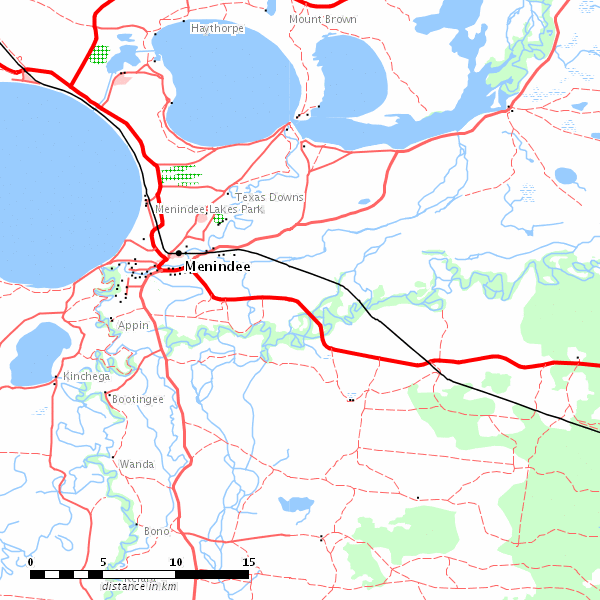 Mount Brown
Haythorpe
Texas Downs
Menindee Lakes Park
Menindee
Appin
Kinchega
Bootingee
Wanda
Bono
0 5 10 15
distance in km